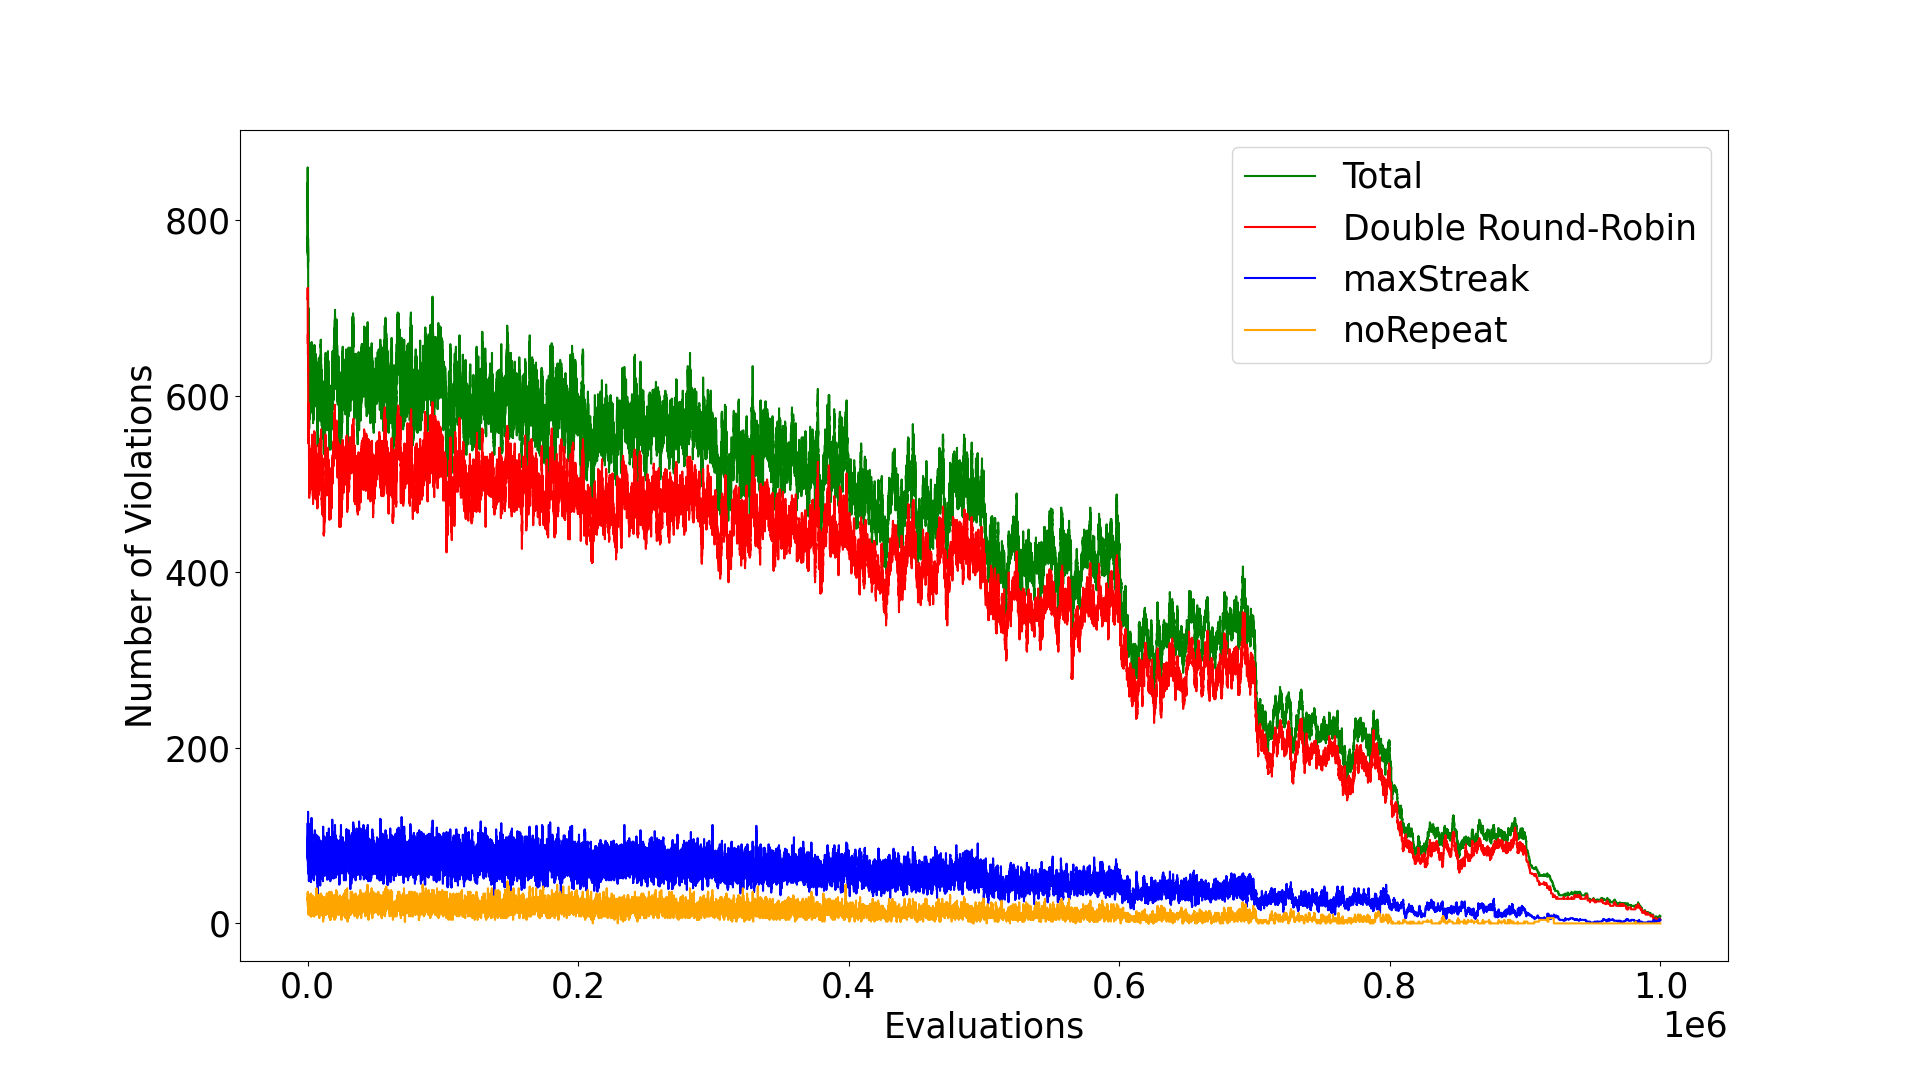 Total
Double Round-Robin
maxStreak
noRepeat
Number of Violations
800
600
400
200
0
0.0 0.2 0.4 0.6 0.8 1.0
Evaluations
1e6